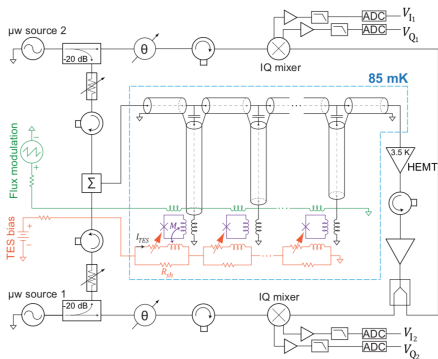 μw source 2
-20 dB
θ
IQ mixer
ADC
V_I₁
ADC
V_Q₁
85 mK
3.5 K
HEMT
Flux modulation
Σ
M
I_TES
TES bias
R_sh
μw source 1
-20 dB
θ
IQ mixer
ADC
V_I₂
ADC
V_Q₂